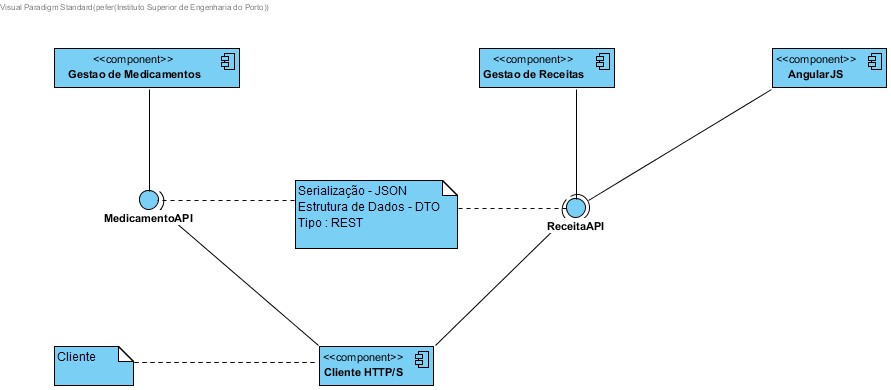 Visual Paradigm Standard(pefer(Instituto Superior de Engenharia do Porto))
<<component>>
Gestao de Medicamentos
<<component>>
Gestao de Receitas
<<component>>
AngularJS
Serialização - JSON
Estrutura de Dados - DTO
Tipo : REST
MedicamentoAPI
ReceitaAPI
Cliente
<<component>>
Cliente HTTP/S